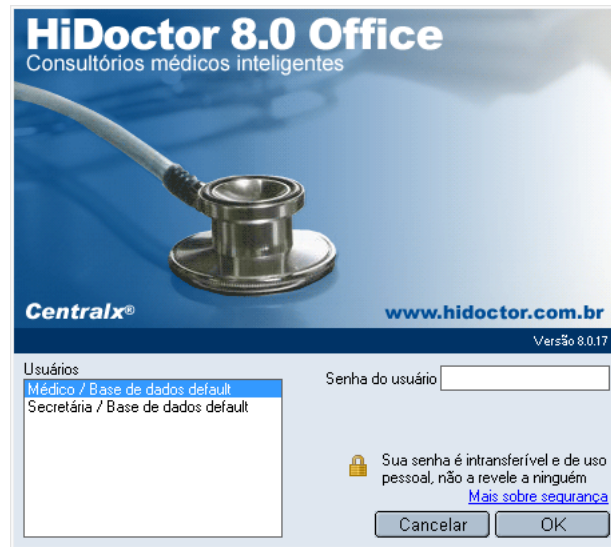 HiDoctor 8.0 Office
Consultórios médicos inteligentes
Centralx®
www.hidoctor.com.br
Versão 8.0.17
Usuários
Médico / Base de dados default
Secretária / Base de dados default
Senha do usuário
Sua senha é intransferível e de uso
pessoal, não a revele a ninguém
Mais sobre segurança
Cancelar
OK